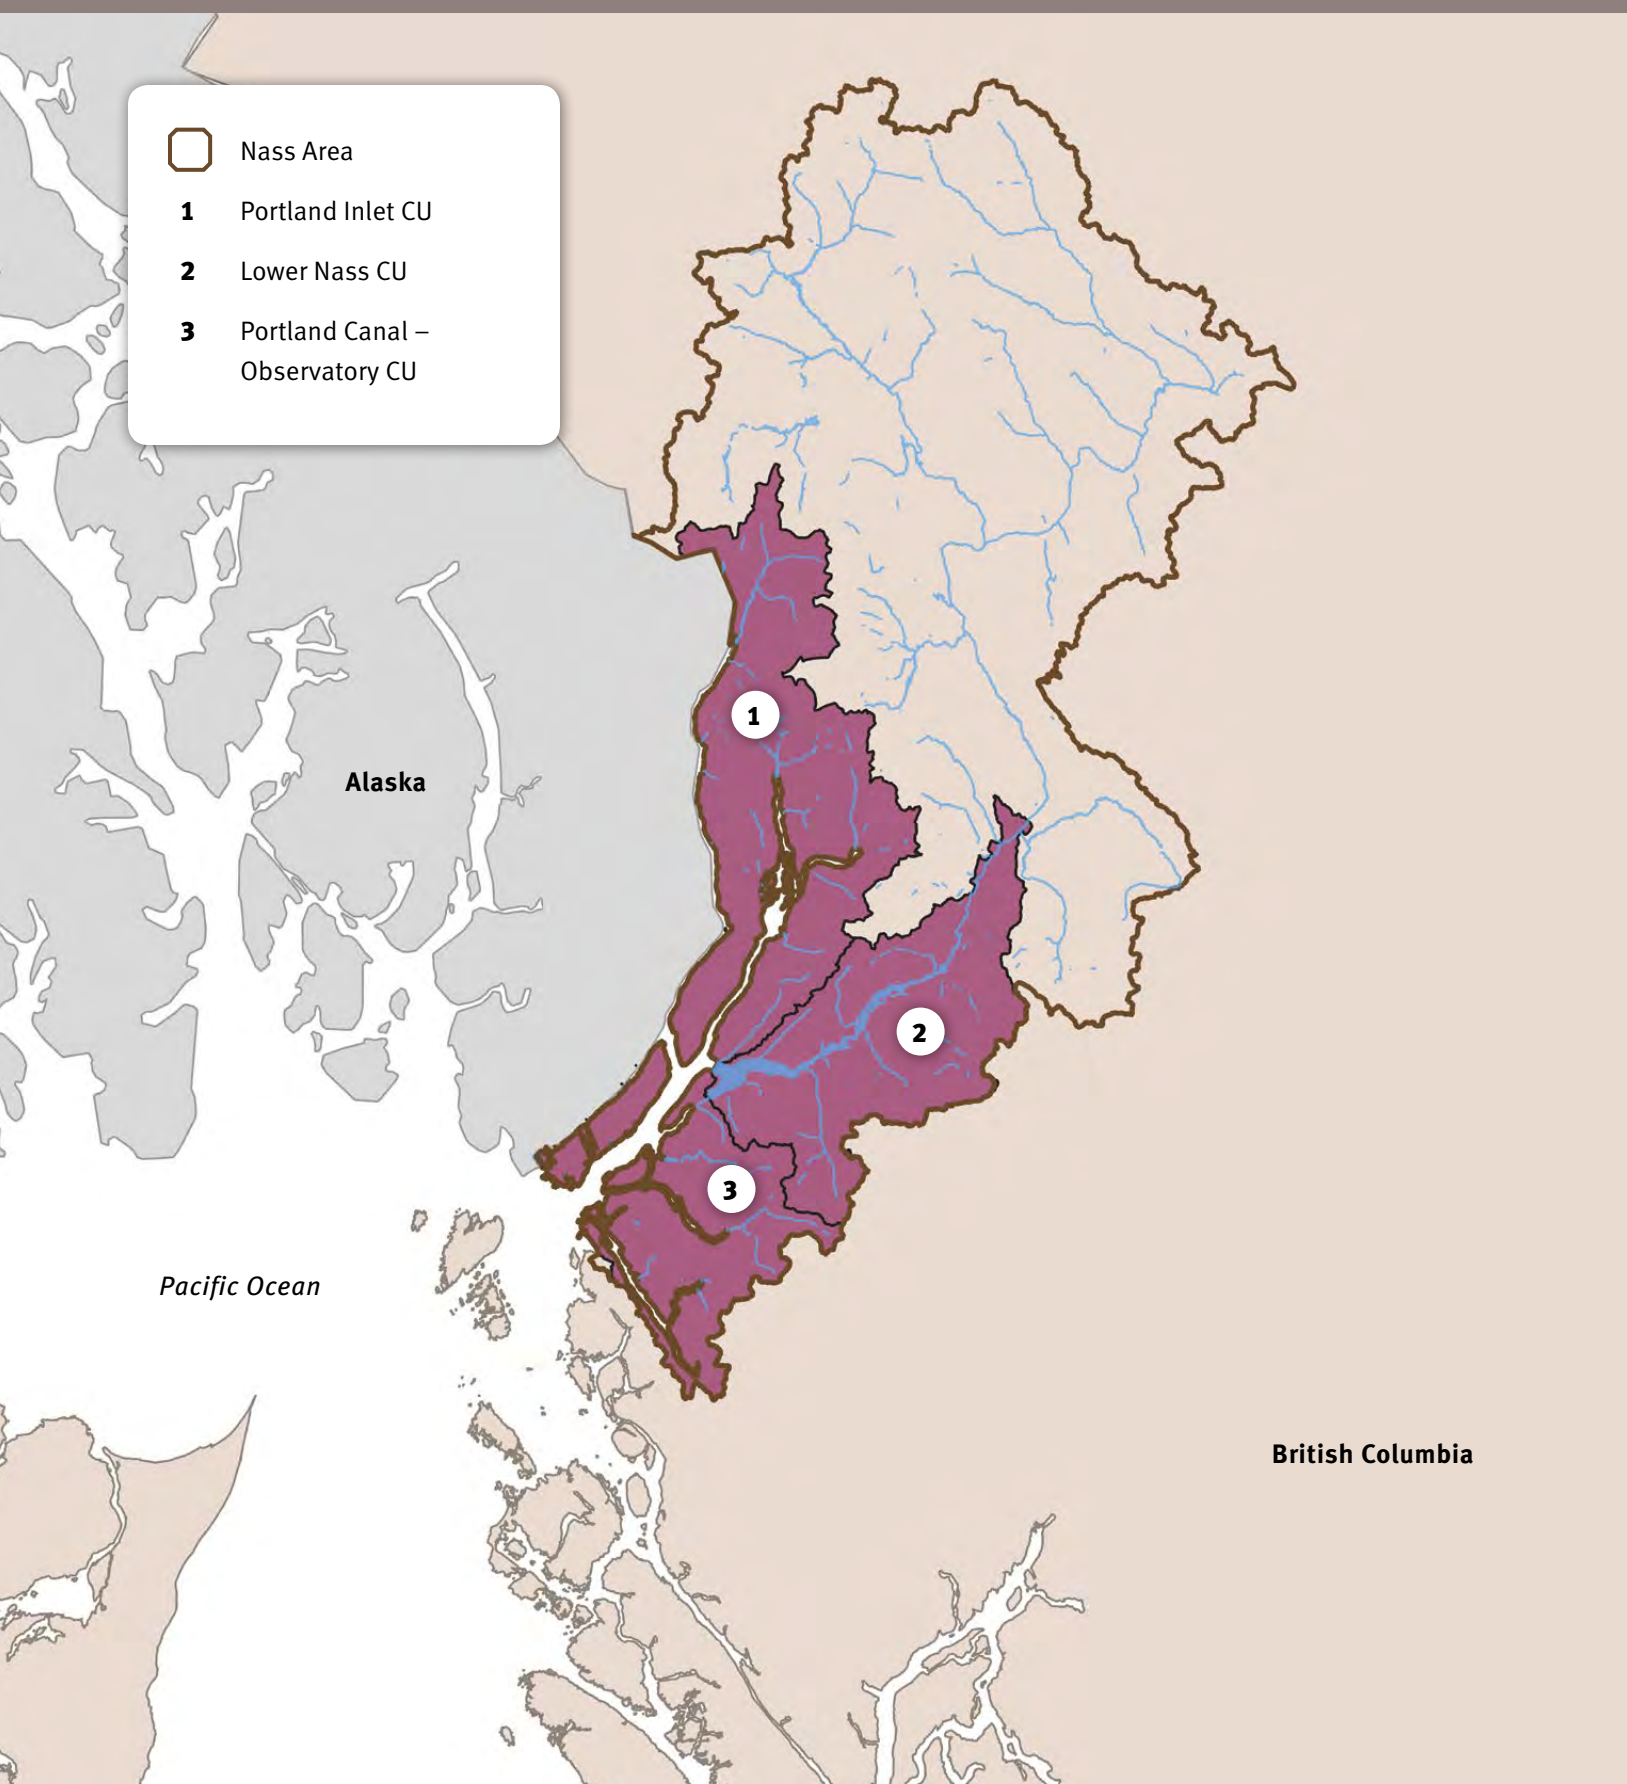 Nass Area
1 Portland Inlet CU
2 Lower Nass CU
3 Portland Canal –
Observatory CU
1
Alaska
2
3
Pacific Ocean
British Columbia